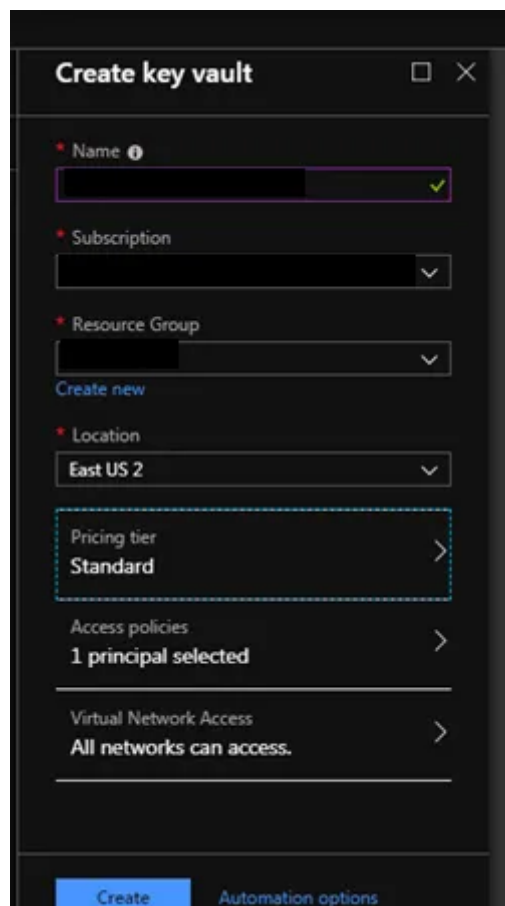 Create key vault
* Name
* Subscription
* Resource Group
Create new
* Location
East US 2
Pricing tier
Standard
Access policies
1 principal selected
Virtual Network Access
All networks can access.
Create
Automation options